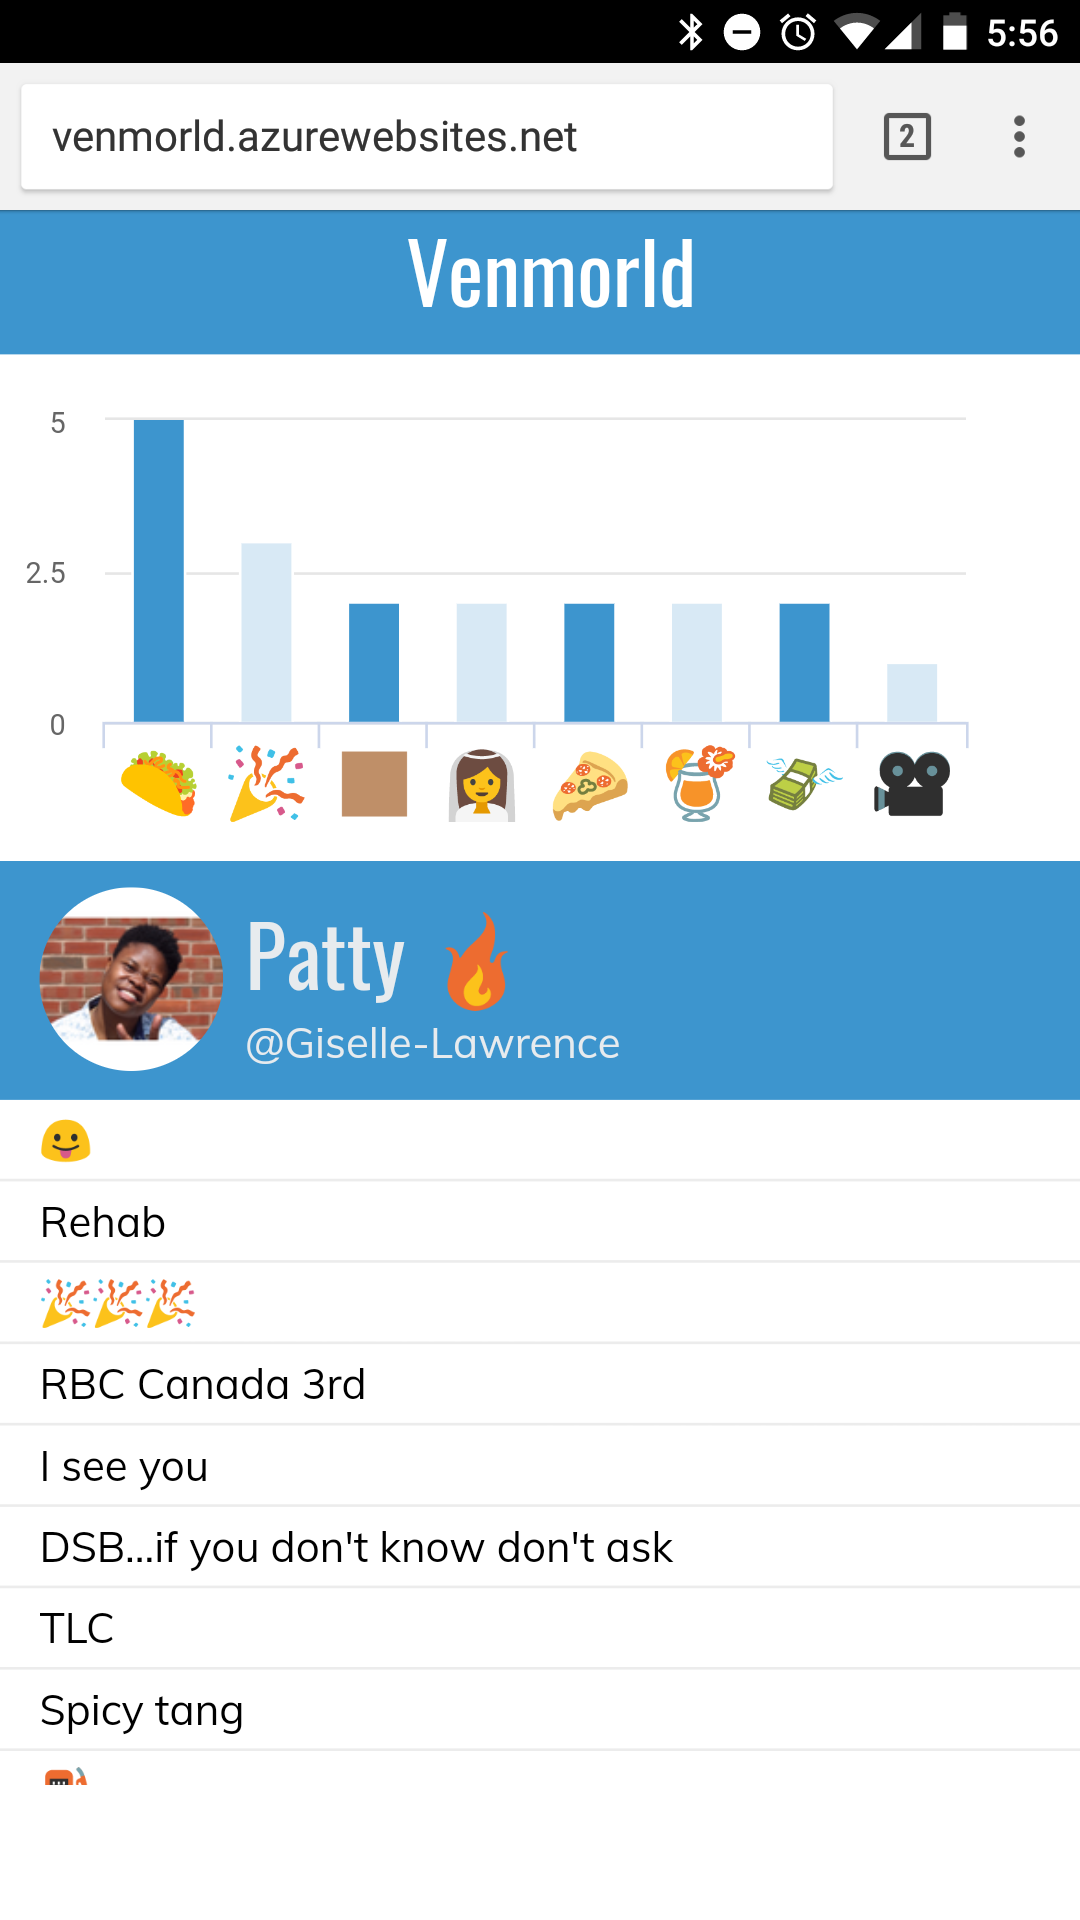 5:56
venmorld.azurewebsites.net
2
Venmorld
5
2.5
0
🌮 🎉 🏽 👰 🍕 🍹 💸 🎥
Patty 🔥
@Giselle-Lawrence
😛
Rehab
🎉🎉🎉
RBC Canada 3rd
I see you
DSB...if you don't know don't ask
TLC
Spicy tang